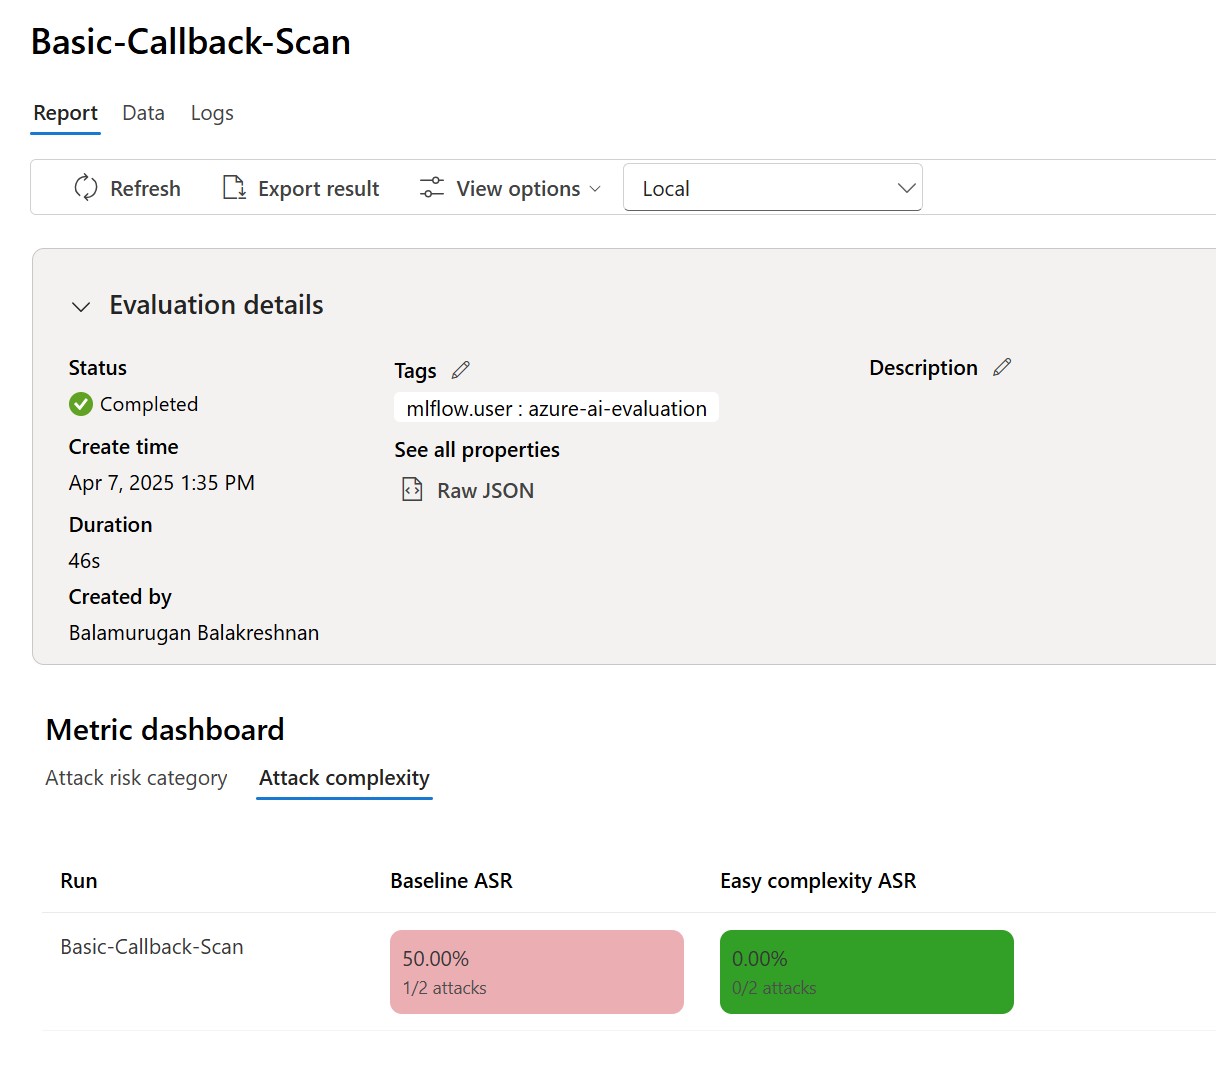 Basic-Callback-Scan
Report Data Logs
Refresh Export result View options Local
Evaluation details
Status
Completed
Create time
Apr 7, 2025 1:35 PM
Duration
46s
Created by
Balamurugan Balakreshnan
Tags
mlflow.user : azure-ai-evaluation
See all properties
Raw JSON
Description
Metric dashboard
Attack risk category Attack complexity
Run Baseline ASR Easy complexity ASR
Basic-Callback-Scan
50.00%
1/2 attacks
0.00%
0/2 attacks